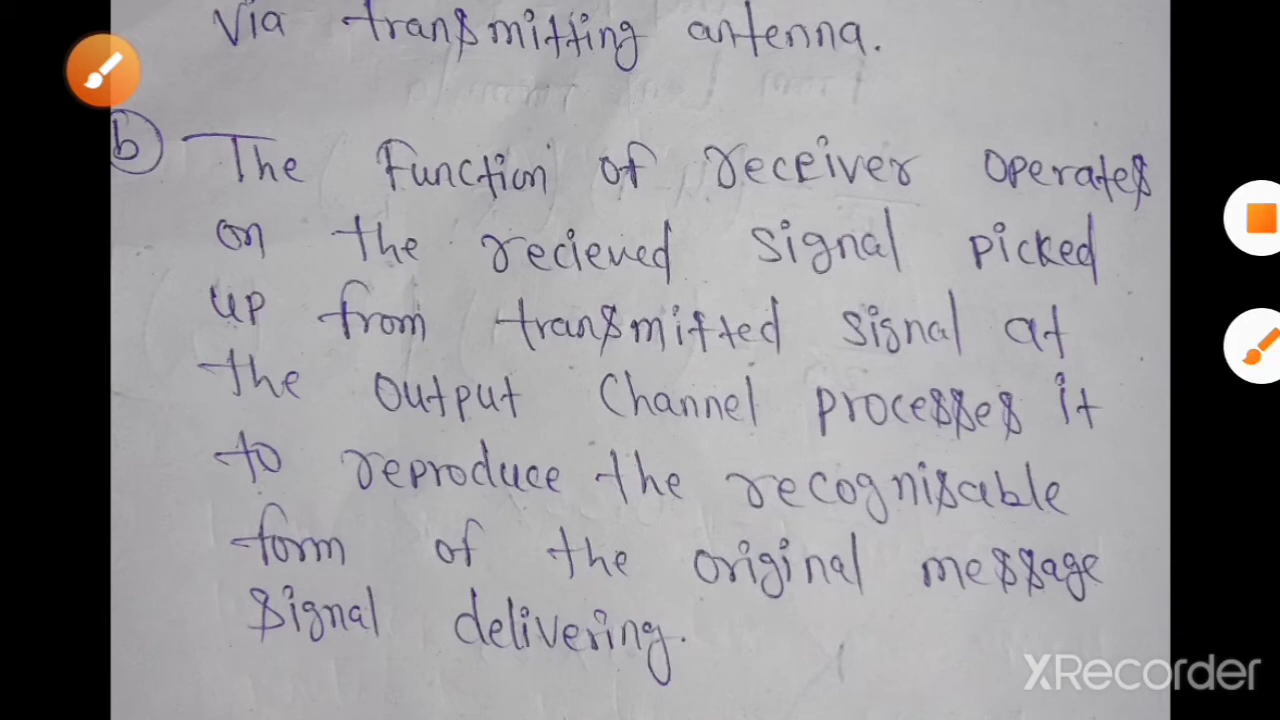 via transmitting antenna.
b The Function of receiver operates
on the recieved signal picked
up from transmitted signal at
the output Channel processes it
to reproduce the recognisable
form of the original message
signal delivering.
XRecorder